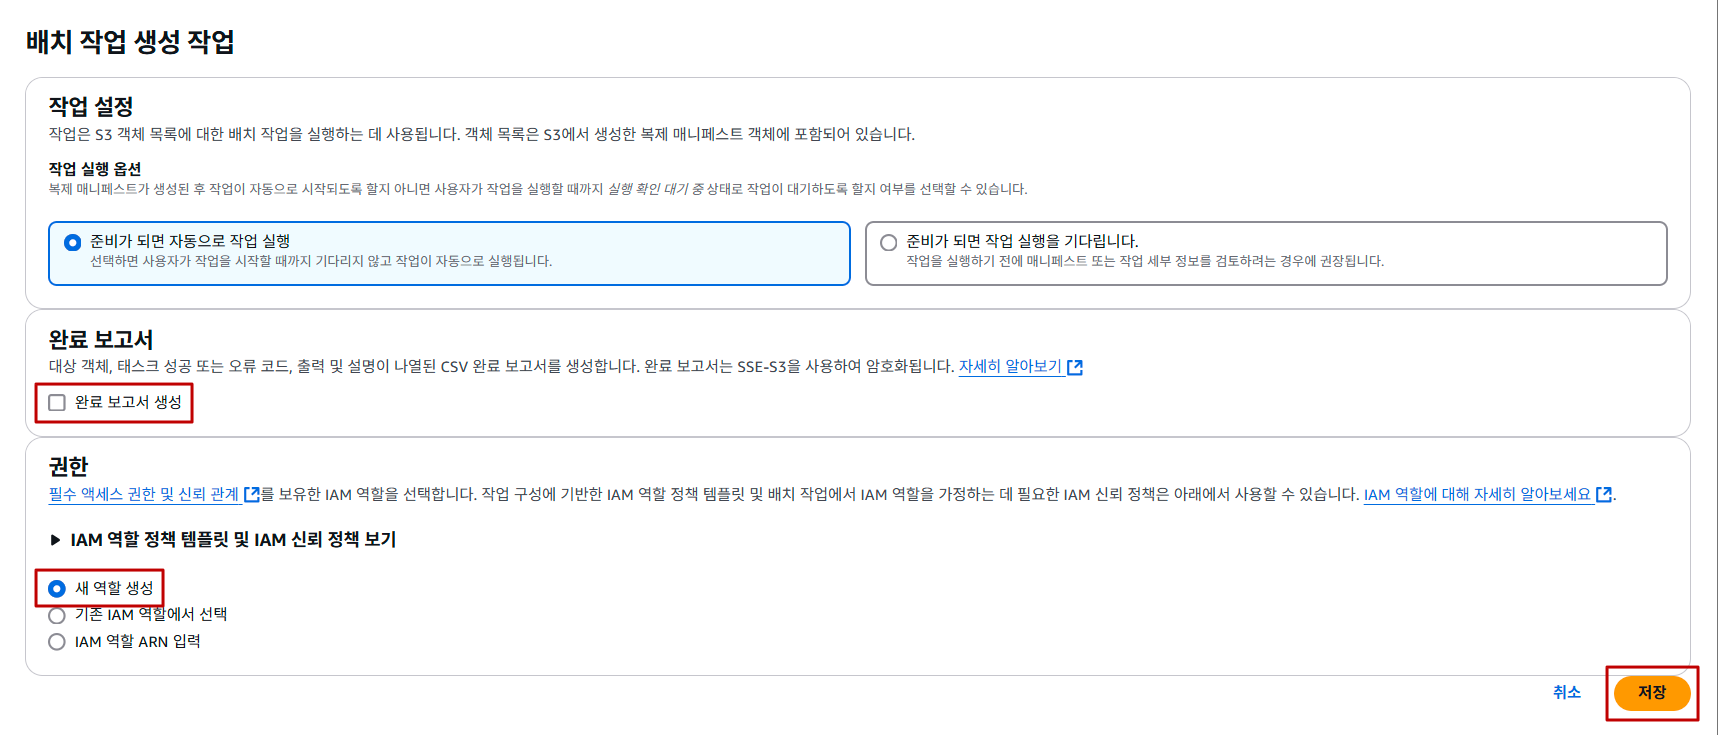 배치 작업 생성 작업
작업 설정
작업은 S3 객체 목록에 대한 배치 작업을 실행하는 데 사용됩니다. 객체 목록은 S3에서 생성한 복제 매니페스트 객체에 포함되어 있습니다.
작업 실행 옵션
복제 매니페스트가 생성된 후 작업이 자동으로 시작되도록 할지 아니면 사용자가 작업을 실행할 때까지 실행 확인 대기 중 상태로 작업이 대기하도록 할지 여부를 선택할 수 있습니다.
준비가 되면 자동으로 작업 실행
선택하면 사용자가 작업을 시작할 때까지 기다리지 않고 작업이 자동으로 실행됩니다.
준비가 되면 작업 실행을 기다립니다.
작업을 실행하기 전에 매니페스트 또는 작업 세부 정보를 검토하려는 경우에 권장됩니다.
완료 보고서
대상 객체, 태스크 성공 또는 오류 코드, 출력 및 설명이 나열된 CSV 완료 보고서를 생성합니다. 완료 보고서는 SSE-S3을 사용하여 암호화됩니다. 자세히 알아보기
완료 보고서 생성
권한
필수 액세스 권한 및 신뢰 관계를 보유한 IAM 역할을 선택합니다. 작업 구성에 기반한 IAM 역할 정책 템플릿 및 배치 작업에서 IAM 역할을 가정하는 데 필요한 IAM 신뢰 정책은 아래에서 사용할 수 있습니다. IAM 역할에 대해 자세히 알아보세요.
IAM 역할 정책 템플릿 및 IAM 신뢰 정책 보기
새 역할 생성
기존 IAM 역할에서 선택
IAM 역할 ARN 입력
취소 저장